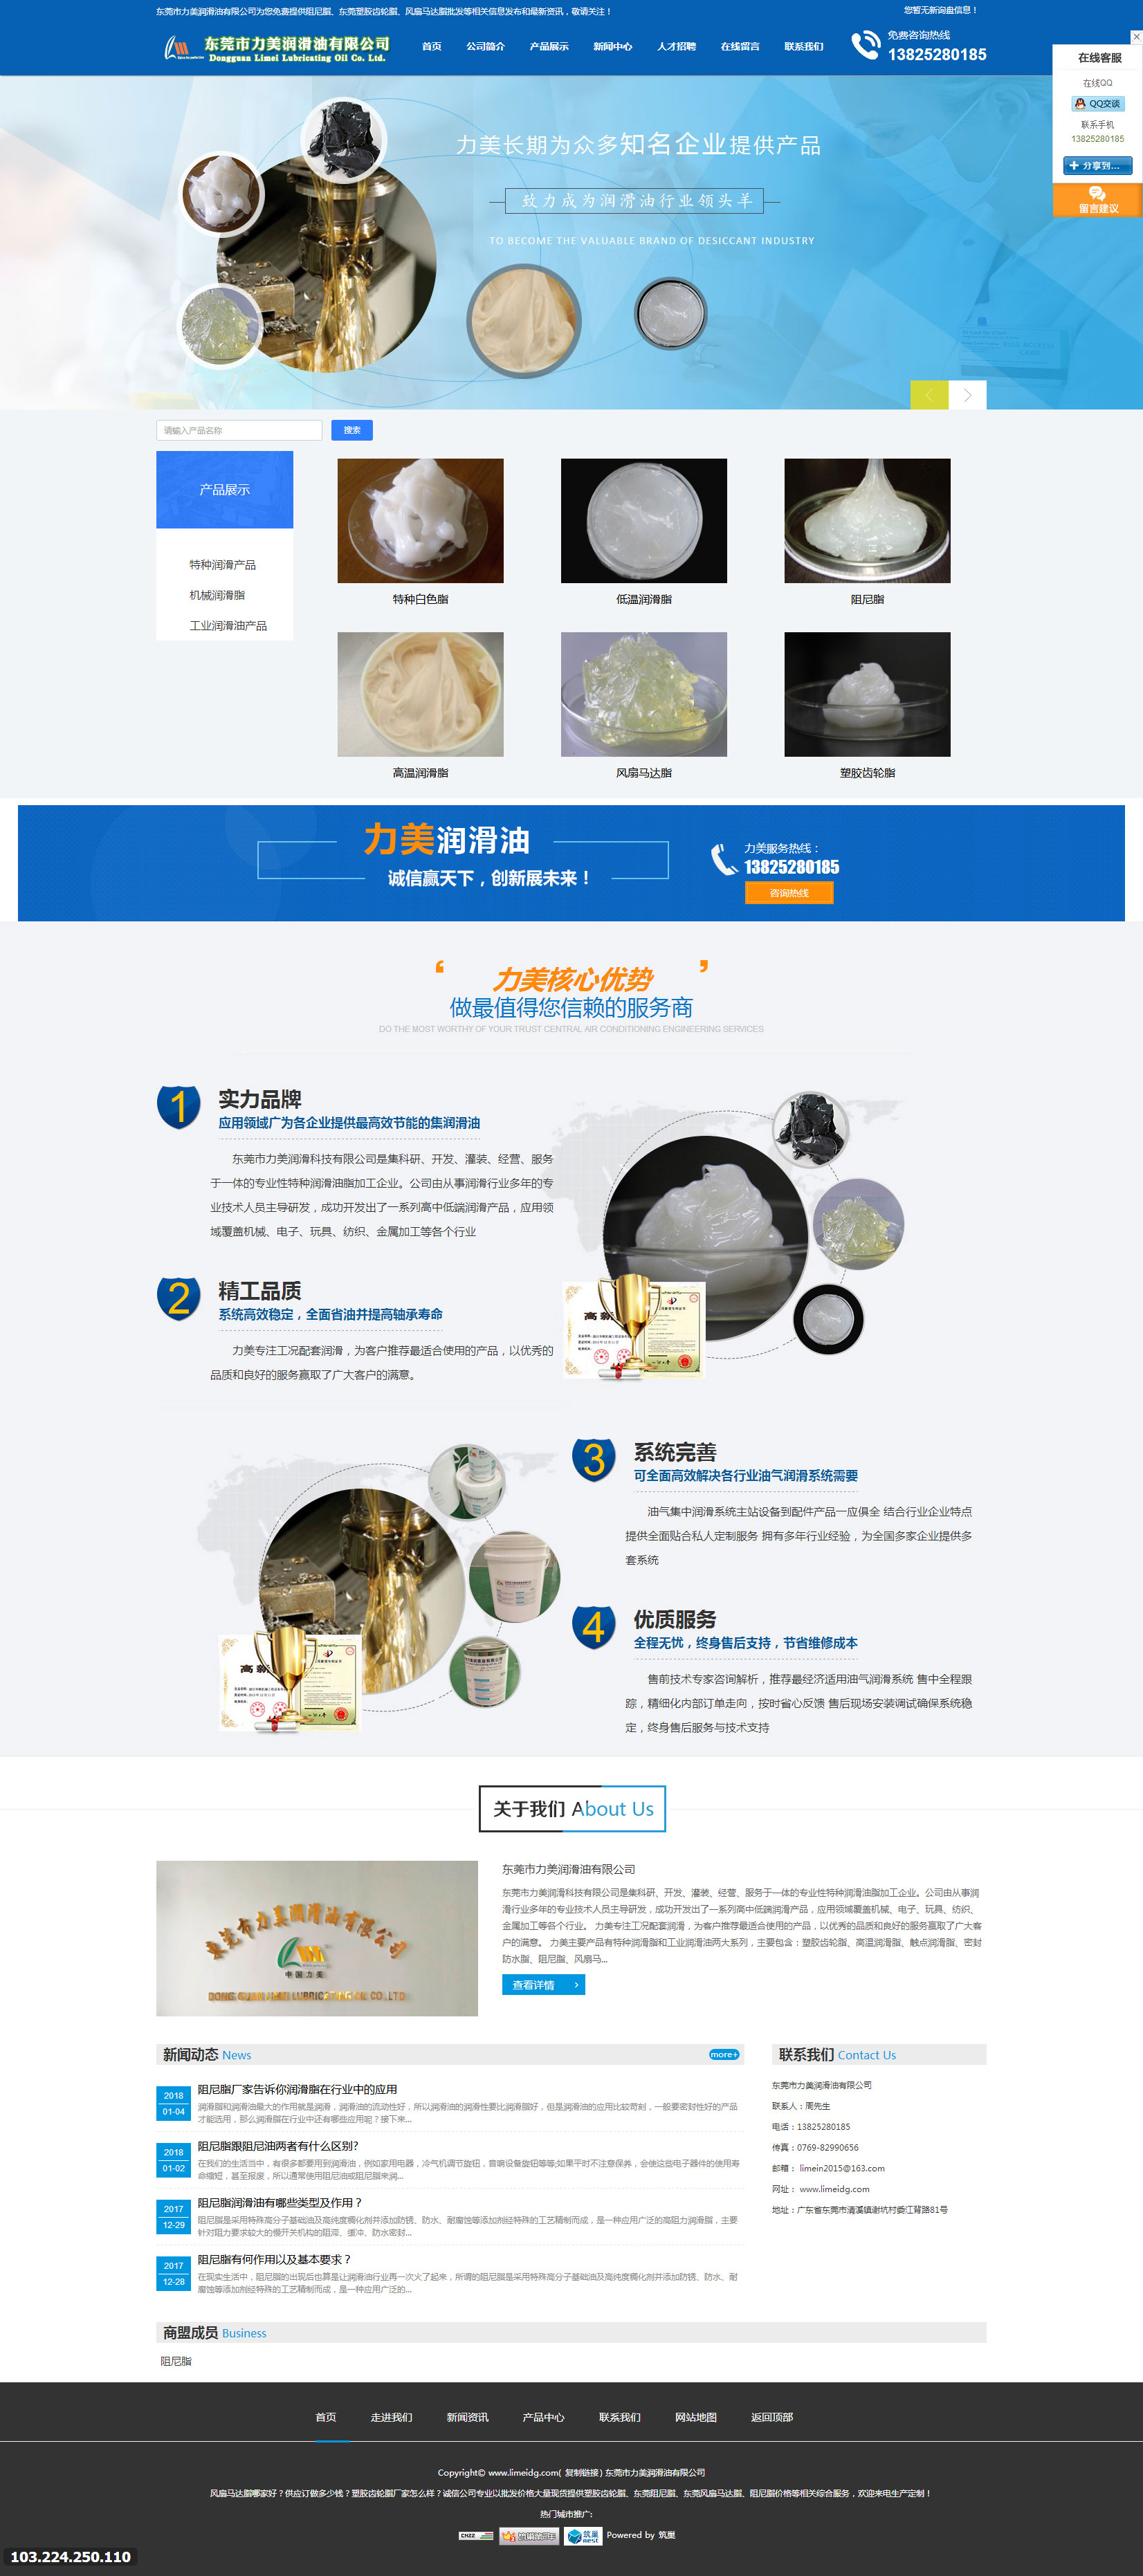 东莞市力美润滑油有限公司为您免费提供阻尼脂、东莞塑胶齿轮脂、风扇马达脂批发等相关信息发布和最新资讯，敬请关注！
您暂无新询盘信息！
东莞市力美润滑油有限公司
Dongguan Limei Lubricating Oil Co. Ltd.
首页 公司简介 产品展示 新闻中心 人才招聘 在线留言 联系我们
免费咨询热线
13825280185
在线客服
在线QQ
QQ交谈
联系手机
13825280185
分享到...
留言建议
力美长期为众多知名企业提供产品
致力成为润滑油行业领头羊
TO BECOME THE VALUABLE BRAND OF DESICCANT INDUSTRY
请输入产品名称
搜索
产品展示
特种润滑产品
机械润滑脂
工业润滑油产品
特种白色脂 低温润滑脂 阻尼脂
高温润滑脂 风扇马达脂 塑胶齿轮脂
力美润滑油
诚信赢天下，创新展未来！
力美服务热线：
13825280185
咨询热线
力美核心优势
做最值得您信赖的服务商
DO THE MOST WORTHY OF YOUR TRUST CENTRAL AIR CONDITIONING ENGINEERING SERVICES
1 实力品牌
应用领域广为各企业提供最高效节能的集润滑油
东莞市力美润滑科技有限公司是集科研、开发、灌装、经营、服务
于一体的专业性特种润滑油脂加工企业。公司由从事润滑行业多年的专
业技术人员主导研发，成功开发出了一系列高中低端润滑产品，应用领
域覆盖机械、电子、玩具、纺织、金属加工等各个行业
2 精工品质
系统高效稳定，全面省油并提高轴承寿命
力美专注工况配套润滑，为客户推荐最适合使用的产品，以优秀的
品质和良好的服务赢取了广大客户的满意。
3 系统完善
可全面高效解决各行业油气润滑系统需要
油气集中润滑系统主站设备到配件产品一应俱全 结合行业企业特点
提供全面贴合私人定制服务 拥有多年行业经验，为全国多家企业提供多
套系统
4 优质服务
全程无忧，终身售后支持，节省维修成本
售前技术专家咨询解析，推荐最经济适用油气润滑系统 售中全程跟
踪，精细化内部订单走向，按时省心反馈 售后现场安装调试确保系统稳
定，终身售后服务与技术支持
关于我们 About Us
东莞市力美润滑油有限公司
中国力美
DONG GUAN LIMEI LUBRICATING OIL CO.,LTD
东莞市力美润滑油有限公司
东莞市力美润滑科技有限公司是集科研、开发、灌装、经营、服务于一体的专业性特种润滑油脂加工企业。公司由从事润
滑行业多年的专业技术人员主导研发，成功开发出了一系列高中低端润滑产品，应用领域覆盖机械、电子、玩具、纺织、
金属加工等各个行业。 力美专注工况配套润滑，为客户推荐最适合使用的产品，以优秀的品质和良好的服务赢取了广大客
户的满意。 力美主要产品有特种润滑脂和工业润滑油两大系列，主要包含：塑胶齿轮脂、高温润滑脂、触点润滑脂、密封
防水脂、阻尼脂、风扇马...
查看详情 >
新闻动态 News
more+
2018
01-04
阻尼脂厂家告诉你润滑脂在行业中的应用
润滑脂和润滑油最大的作用就是润滑，润滑油的流动性好，所以润滑油的润滑性要比润滑脂好，但是润滑油的应用比较苛刻，一般要密封性好的产品
才能选用，那么润滑脂在行业中还有哪些应用呢？接下来...
2018
01-02
阻尼脂跟阻尼油两者有什么区别？
在我们的生活当中，有很多都要用到润滑油，例如家用电器，冷气机调节旋钮，音响设备旋钮等等;如果平时不注意保养，会使这些电子器件的使用寿
命缩短，甚至报废，所以通常使用阻尼油或阻尼脂来润...
2017
12-29
阻尼脂润滑油有哪些类型及作用？
阻尼脂是采用特殊高分子基础油及高纯度稠化剂并添加防锈、防水、耐腐蚀等添加剂经特殊的工艺精制而成，是一种应用广泛的高阻力润滑脂，主要
针对阻力要求较大的慢开关机构的阻滞、缓冲、防水密封...
2017
12-28
阻尼脂有何作用以及基本要求？
在现实生活中，阻尼脂的出现后也算是让润滑油行业再一次火了起来，所谓的阻尼脂是采用特殊高分子基础油及高纯度稠化剂并添加防锈、防水、耐
腐蚀等添加剂经特殊的工艺精制而成，是一种应用广泛的...
联系我们 Contact Us
东莞市力美润滑油有限公司
联系人：周先生
电话：13825280185
传真：0769-82990656
邮箱： limein2015@163.com
网址： www.limeidg.com
地址：广东省东莞市清溪镇谢坑村委江背路81号
商盟成员 Business
阻尼脂
首页 走进我们 新闻资讯 产品中心 联系我们 网站地图 返回顶部
Copyright© www.limeidg.com( 复制链接) 东莞市力美润滑油有限公司
风扇马达脂哪家好？供应订做多少钱？塑胶齿轮脂厂家怎么样？诚信公司专业以批发价格大量现货提供塑胶齿轮脂、东莞阻尼脂、东莞风扇马达脂、阻尼脂价格等相关综合服务，欢迎来电生产定制！
热门城市推广:
CNZZ 筑巢 nest Powered by 筑巢
103.224.250.110